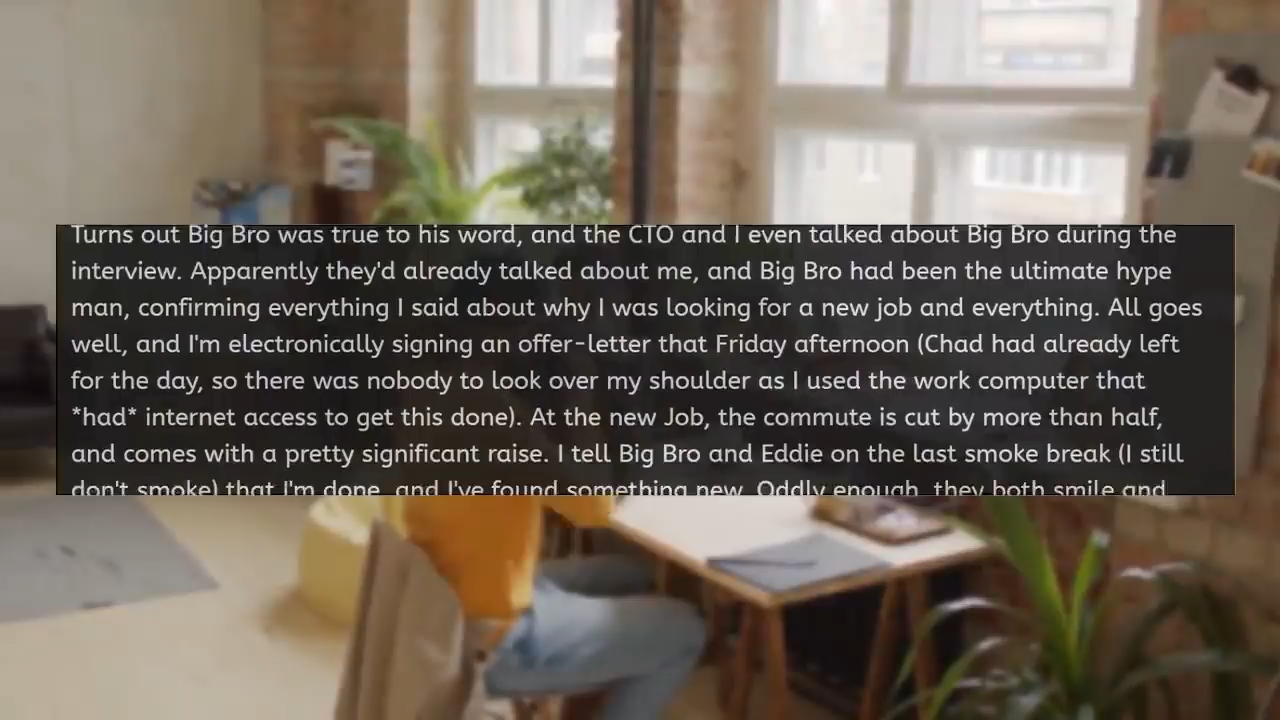 Turns out Big Bro was true to his word, and the CTO and I even talked about Big Bro during the
interview. Apparently they'd already talked about me, and Big Bro had been the ultimate hype
man, confirming everything I said about why I was looking for a new job and everything. All goes
well, and I'm electronically signing an offer-letter that Friday afternoon (Chad had already left
for the day, so there was nobody to look over my shoulder as I used the work computer that
*had* internet access to get this done). At the new Job, the commute is cut by more than half,
and comes with a pretty significant raise. I tell Big Bro and Eddie on the last smoke break (I still
don't smoke) that I'm done, and I've found something new. Oddly enough, they both smile and